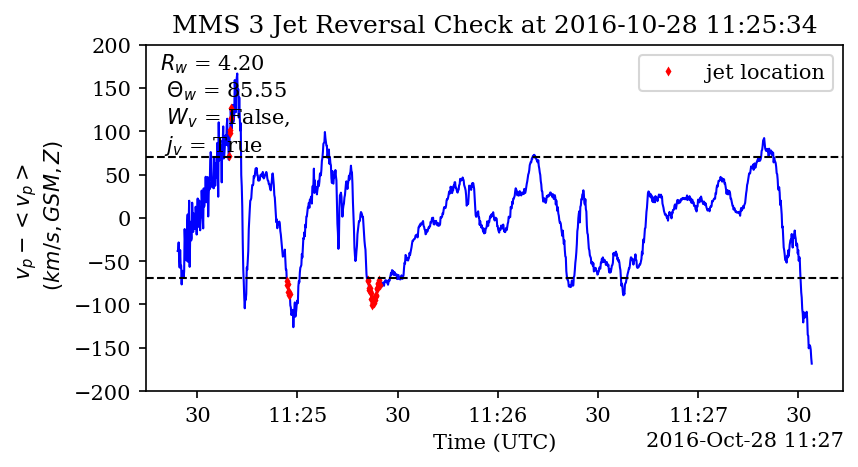 MMS 3 Jet Reversal Check at 2016-10-28 11:25:34
R_w = 4.20
Θ_w = 85.55
W_v = False,
j_v = True
jet location
200
150
100
50
0
−50
−100
−150
−200
v_p − <v_p>
(km/s, GSM, Z)
30 11:25 30 11:26 30 11:27 30
Time (UTC)
2016-Oct-28 11:27